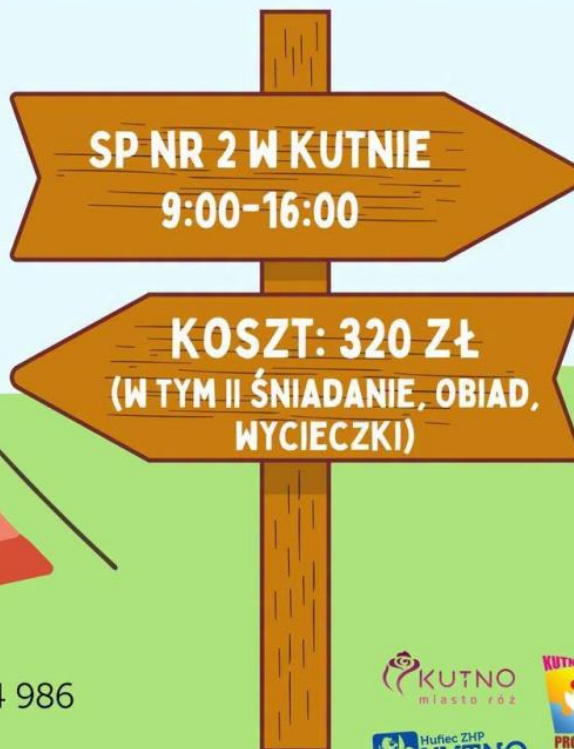 SP NR 2 W KUTNIE
9:00-16:00
KOSZT: 320 ZŁ
(W TYM II ŚNIADANIE, OBIAD,
WYCIECZKI)
986
KUTNO
miasto róż
Hufiec ZHP
KUTNO